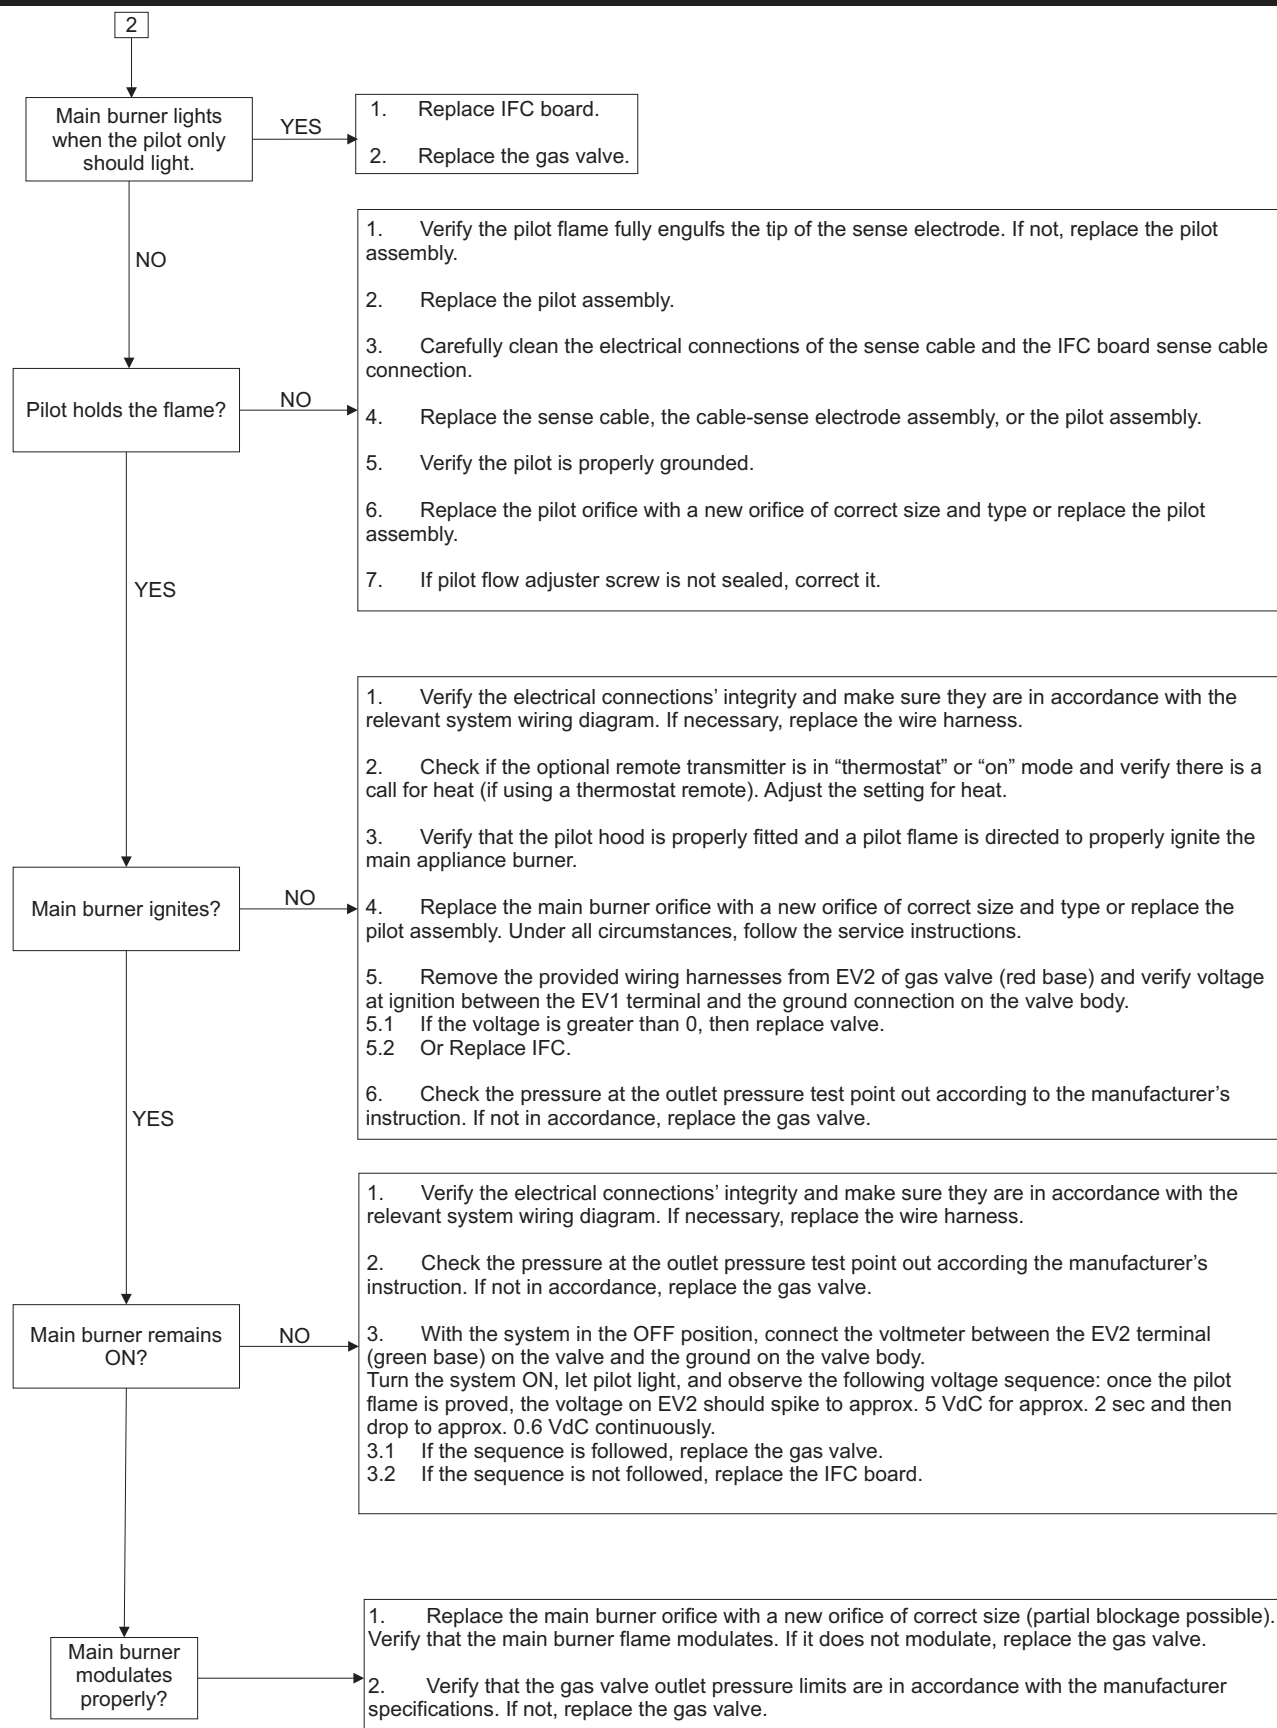 2
Main burner lights
when the pilot only
should light.
YES
1. Replace IFC board.
2. Replace the gas valve.
NO
1. Verify the pilot flame fully engulfs the tip of the sense electrode. If not, replace the pilot
assembly.
2. Replace the pilot assembly.
3. Carefully clean the electrical connections of the sense cable and the IFC board sense cable
connection.
4. Replace the sense cable, the cable-sense electrode assembly, or the pilot assembly.
5. Verify the pilot is properly grounded.
6. Replace the pilot orifice with a new orifice of correct size and type or replace the pilot
assembly.
7. If pilot flow adjuster screw is not sealed, correct it.
Pilot holds the flame?
NO
YES
1. Verify the electrical connections’ integrity and make sure they are in accordance with the
relevant system wiring diagram. If necessary, replace the wire harness.
2. Check if the optional remote transmitter is in “thermostat” or “on” mode and verify there is a
call for heat (if using a thermostat remote). Adjust the setting for heat.
3. Verify that the pilot hood is properly fitted and a pilot flame is directed to properly ignite the
main appliance burner.
4. Replace the main burner orifice with a new orifice of correct size and type or replace the
pilot assembly. Under all circumstances, follow the service instructions.
5. Remove the provided wiring harnesses from EV2 of gas valve (red base) and verify voltage
at ignition between the EV1 terminal and the ground connection on the valve body.
5.1 If the voltage is greater than 0, then replace valve.
5.2 Or Replace IFC.
6. Check the pressure at the outlet pressure test point out according to the manufacturer’s
instruction. If not in accordance, replace the gas valve.
Main burner ignites?
NO
YES
1. Verify the electrical connections’ integrity and make sure they are in accordance with the
relevant system wiring diagram. If necessary, replace the wire harness.
2. Check the pressure at the outlet pressure test point out according the manufacturer’s
instruction. If not in accordance, replace the gas valve.
3. With the system in the OFF position, connect the voltmeter between the EV2 terminal
(green base) on the valve and the ground on the valve body.
Turn the system ON, let pilot light, and observe the following voltage sequence: once the pilot
flame is proved, the voltage on EV2 should spike to approx. 5 VdC for approx. 2 sec and then
drop to approx. 0.6 VdC continuously.
3.1 If the sequence is followed, replace the gas valve.
3.2 If the sequence is not followed, replace the IFC board.
Main burner remains
ON?
NO
1. Replace the main burner orifice with a new orifice of correct size (partial blockage possible).
Verify that the main burner flame modulates. If it does not modulate, replace the gas valve.
2. Verify that the gas valve outlet pressure limits are in accordance with the manufacturer
specifications. If not, replace the gas valve.
Main burner
modulates
properly?